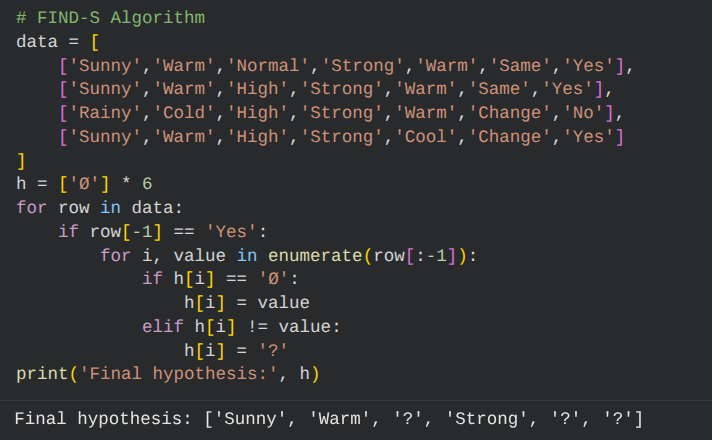 # FIND-S Algorithm
data = [
    ['Sunny','Warm','Normal','Strong','Warm','Same','Yes'],
    ['Sunny','Warm','High','Strong','Warm','Same','Yes'],
    ['Rainy','Cold','High','Strong','Warm','Change','No'],
    ['Sunny','Warm','High','Strong','Cool','Change','Yes']
]
h = ['Ø'] * 6
for row in data:
    if row[-1] == 'Yes':
        for i, value in enumerate(row[:-1]):
            if h[i] == 'Ø':
                h[i] = value
            elif h[i] != value:
                h[i] = '?'
print('Final hypothesis:', h)
Final hypothesis: ['Sunny', 'Warm', '?', 'Strong', '?', '?']